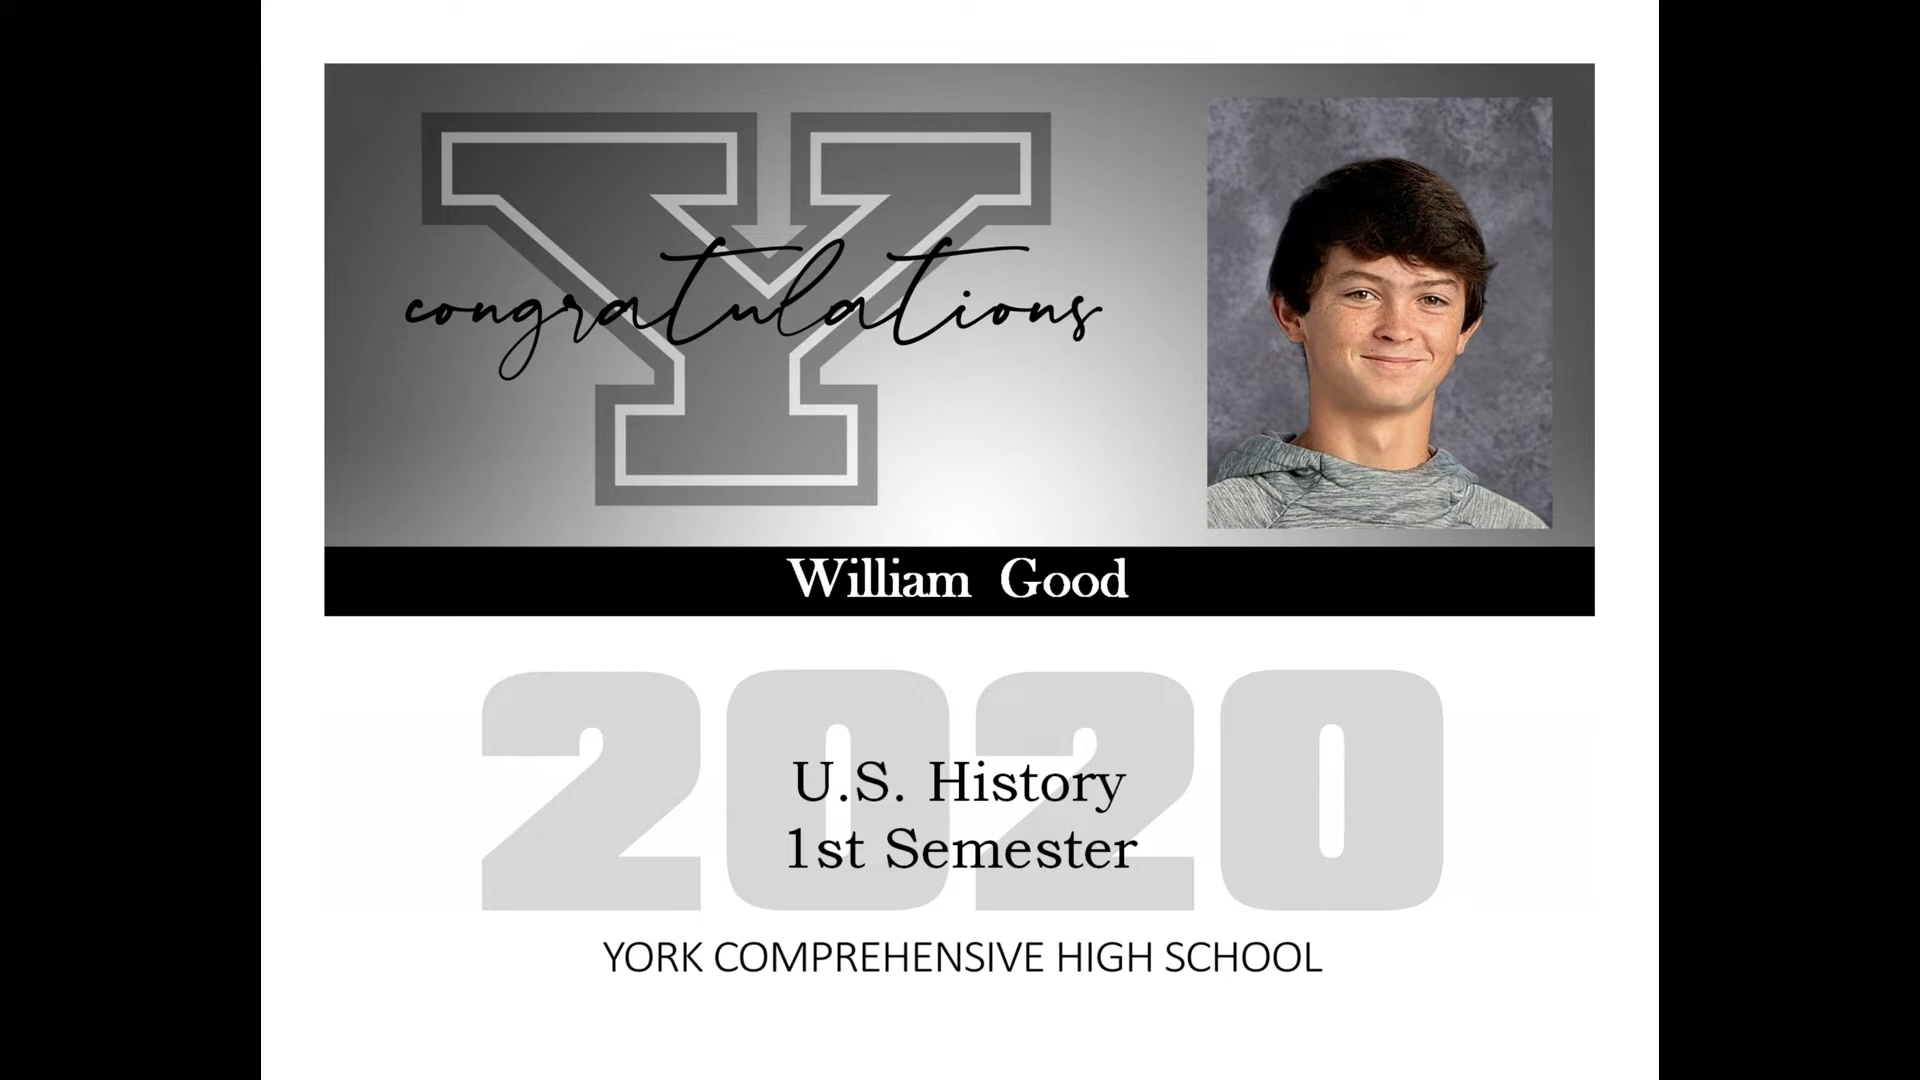 Y
congratulations
William Good
2020
U.S. History
1st Semester
YORK COMPREHENSIVE HIGH SCHOOL